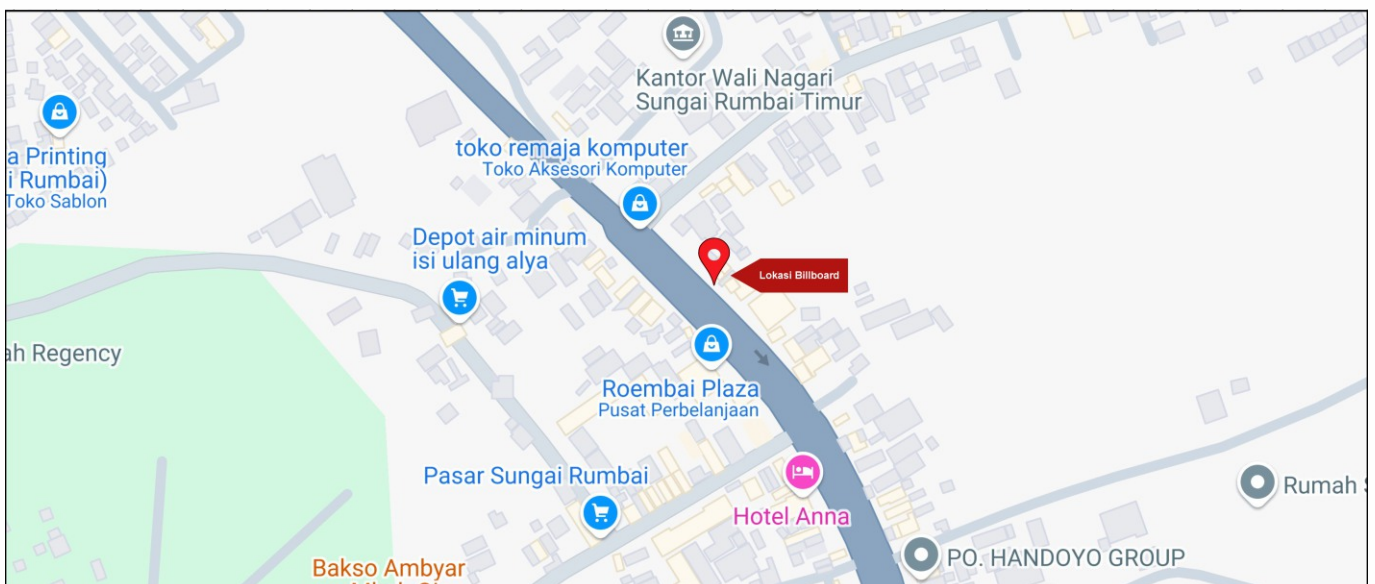 Kantor Wali Nagari
Sungai Rumbai Timur
toko remaja komputer
Toko Aksesori Komputer
a Printing
i Rumbai)
Toko Sablon
Depot air minum
isi ulang alya
Lokasi Billboard
ah Regency
Roembai Plaza
Pusat Perbelanjaan
Pasar Sungai Rumbai
Hotel Anna
Rumah
PO. HANDOYO GROUP
Bakso Ambyar